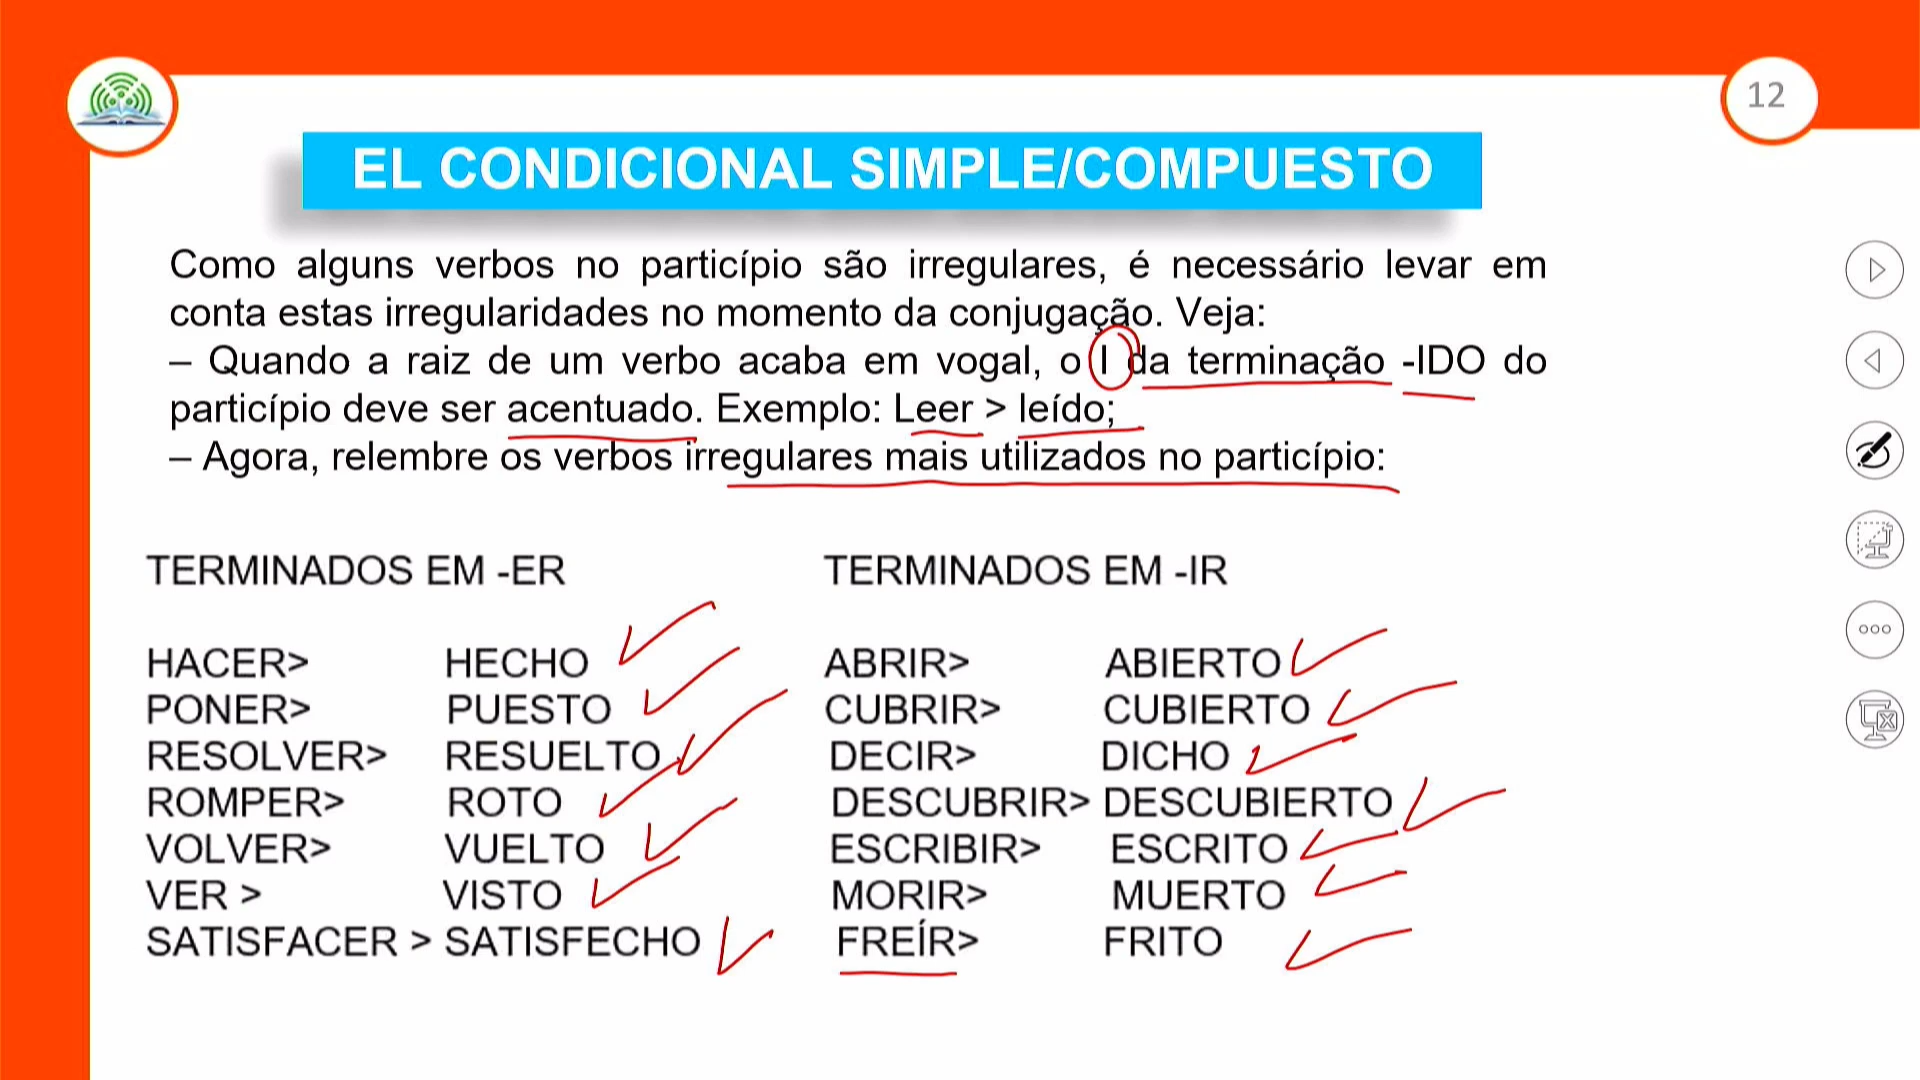 12
EL CONDICIONAL SIMPLE/COMPUESTO
Como alguns verbos no particípio são irregulares, é necessário levar em
conta estas irregularidades no momento da conjugação. Veja:
– Quando a raiz de um verbo acaba em vogal, o I da terminação -IDO do
particípio deve ser acentuado. Exemplo: Leer > leído;
– Agora, relembre os verbos irregulares mais utilizados no particípio:
TERMINADOS EM -ER TERMINADOS EM -IR
HACER> HECHO ABRIR> ABIERTO
PONER> PUESTO CUBRIR> CUBIERTO
RESOLVER> RESUELTO DECIR> DICHO
ROMPER> ROTO DESCUBRIR> DESCUBIERTO
VOLVER> VUELTO ESCRIBIR> ESCRITO
VER > VISTO MORIR> MUERTO
SATISFACER > SATISFECHO FREÍR> FRITO